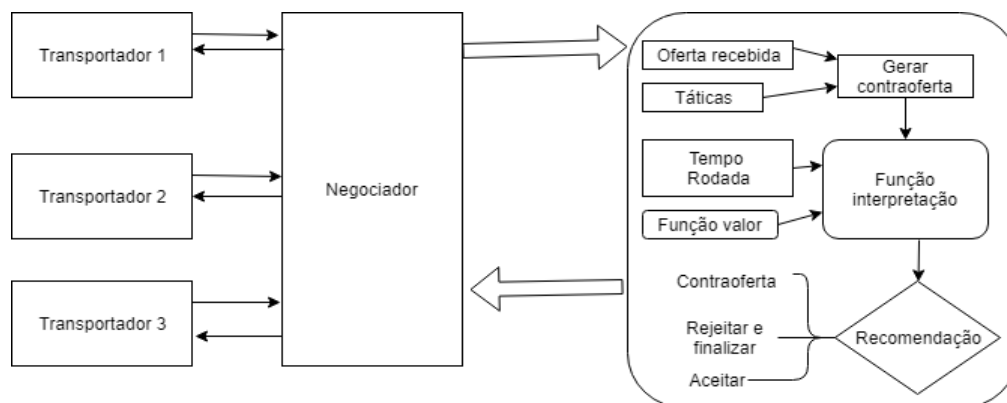 Transportador 1
Transportador 2
Transportador 3
Negociador
Oferta recebida
Táticas
Gerar
contraoferta
Tempo
Rodada
Função valor
Função
interpretação
Contraoferta
Rejeitar e
finalizar
Aceitar
Recomendação